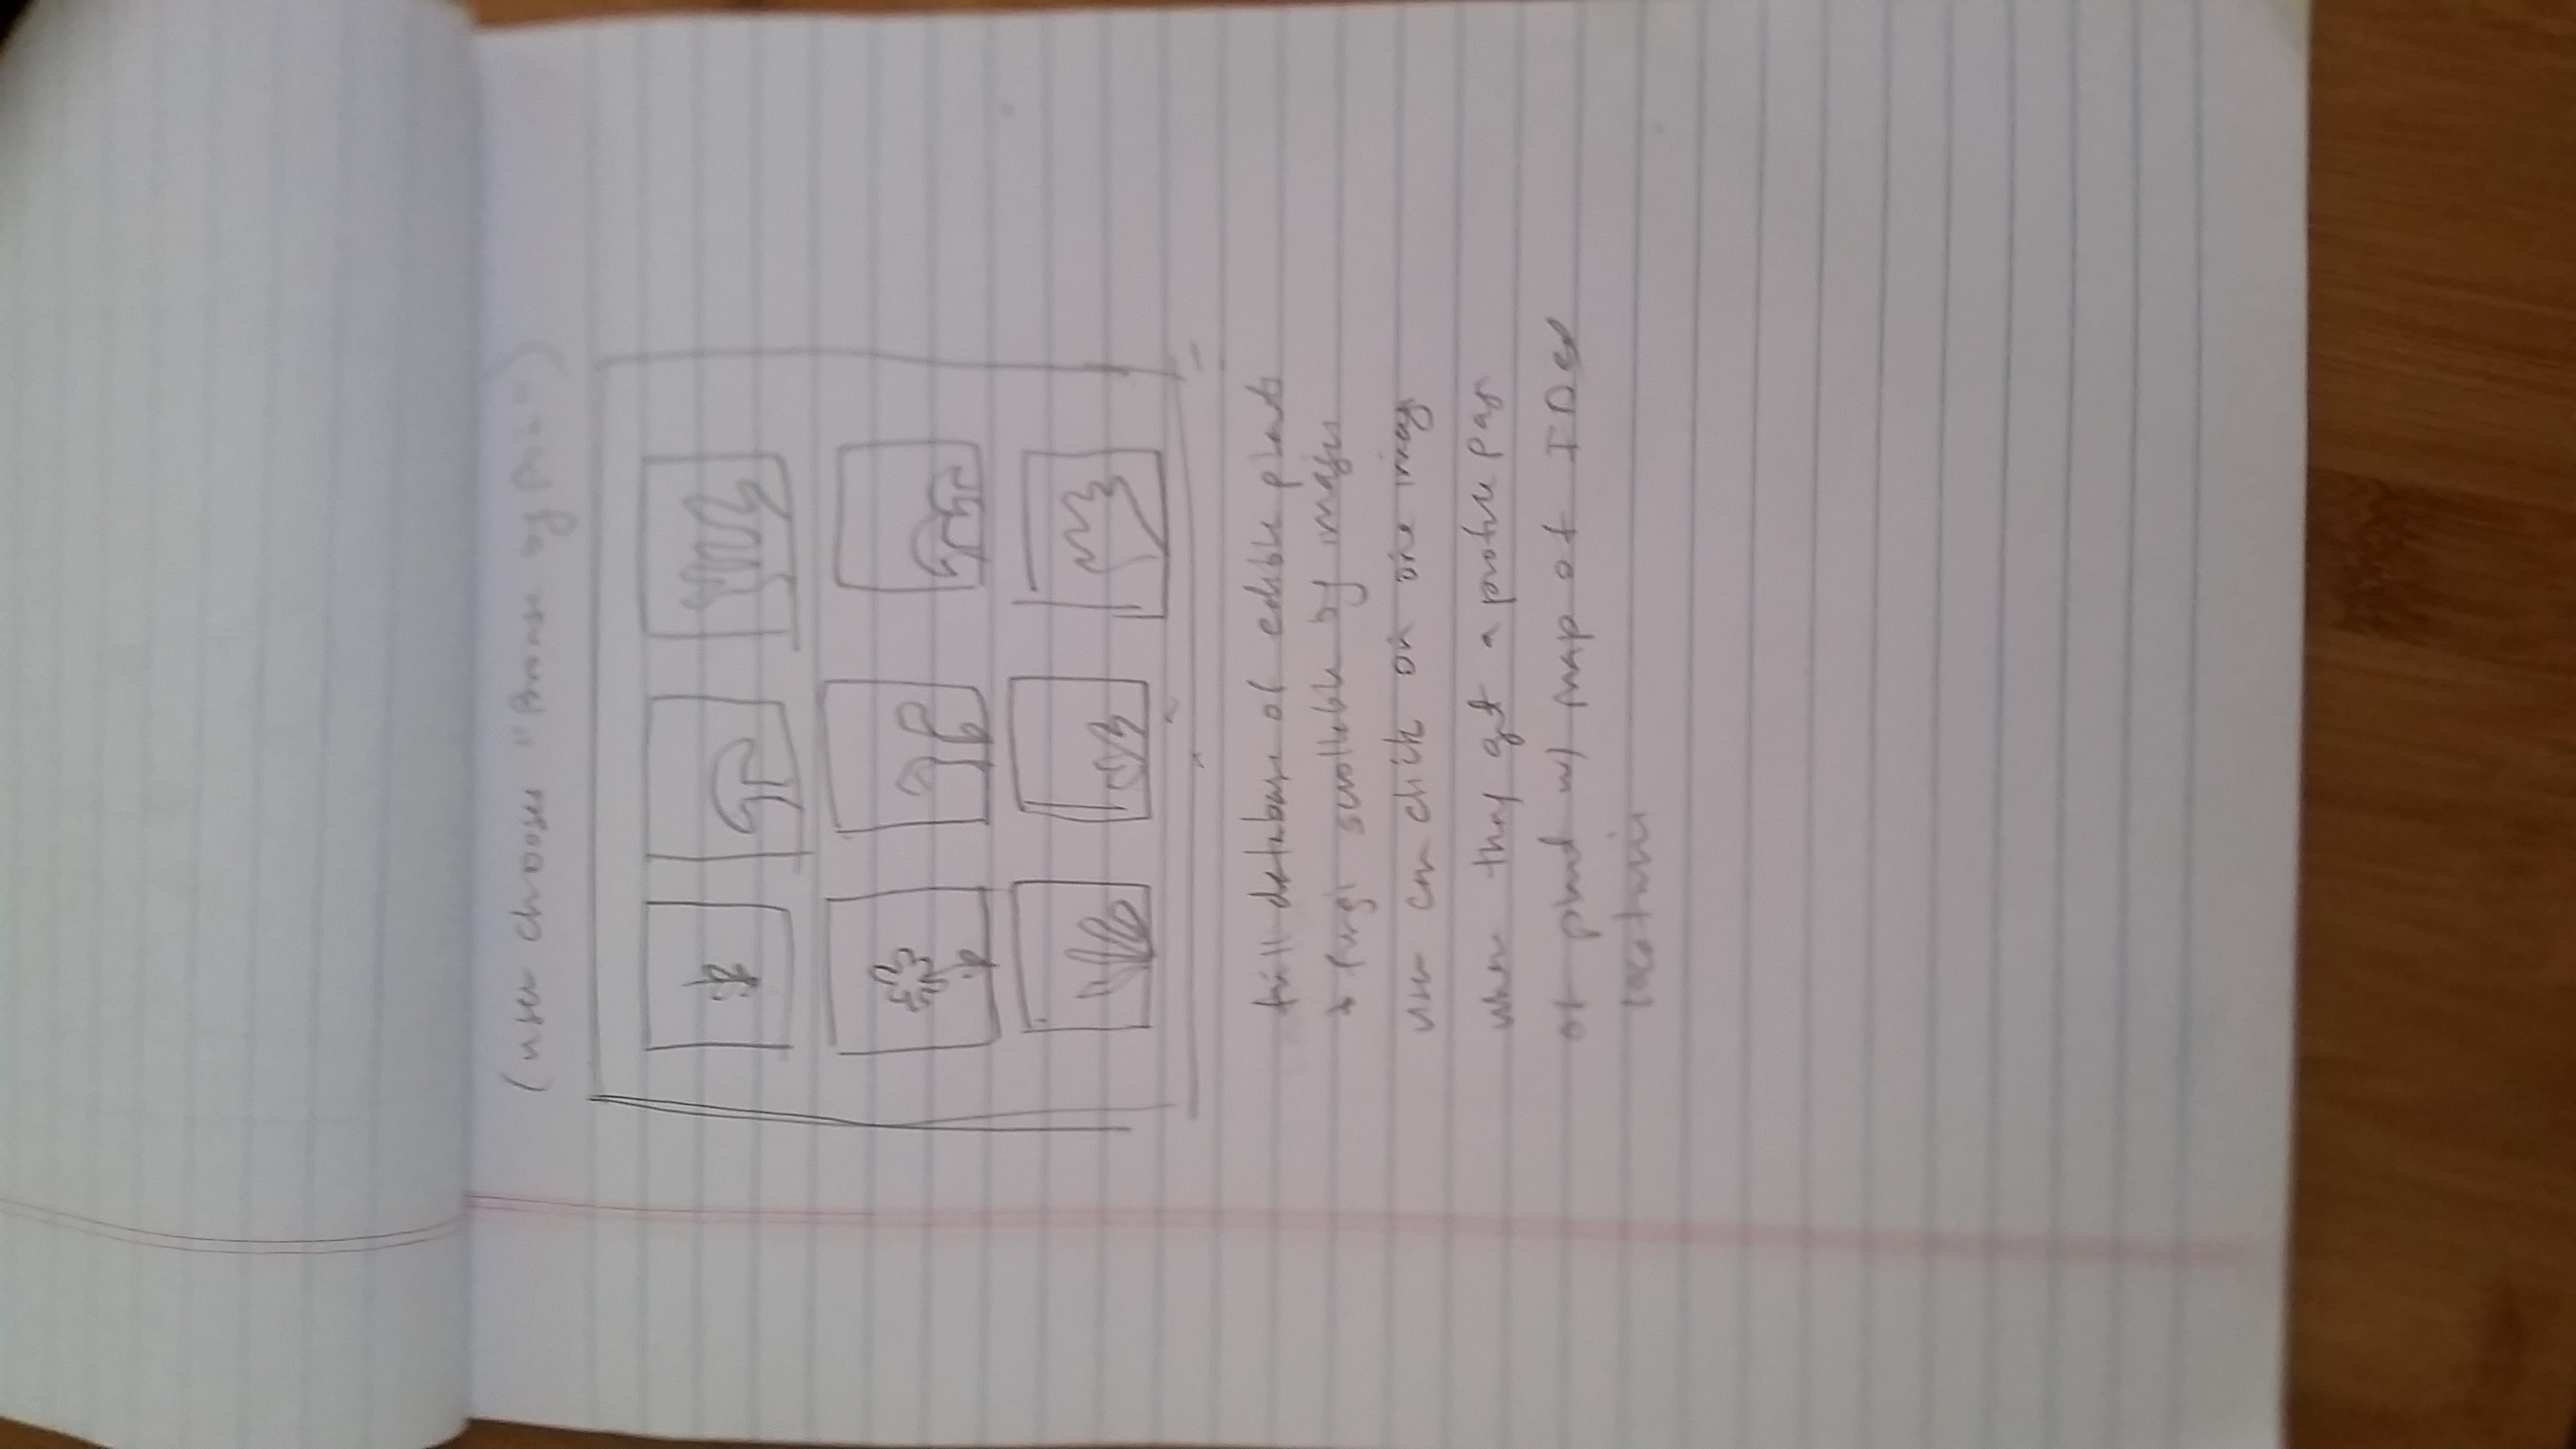 (user chooses "Browse by Pic")
full database of edible plants
+ fungi scrollable by images
user can click on one image
where they get a profile page
of plant w/ map of IDed
locations